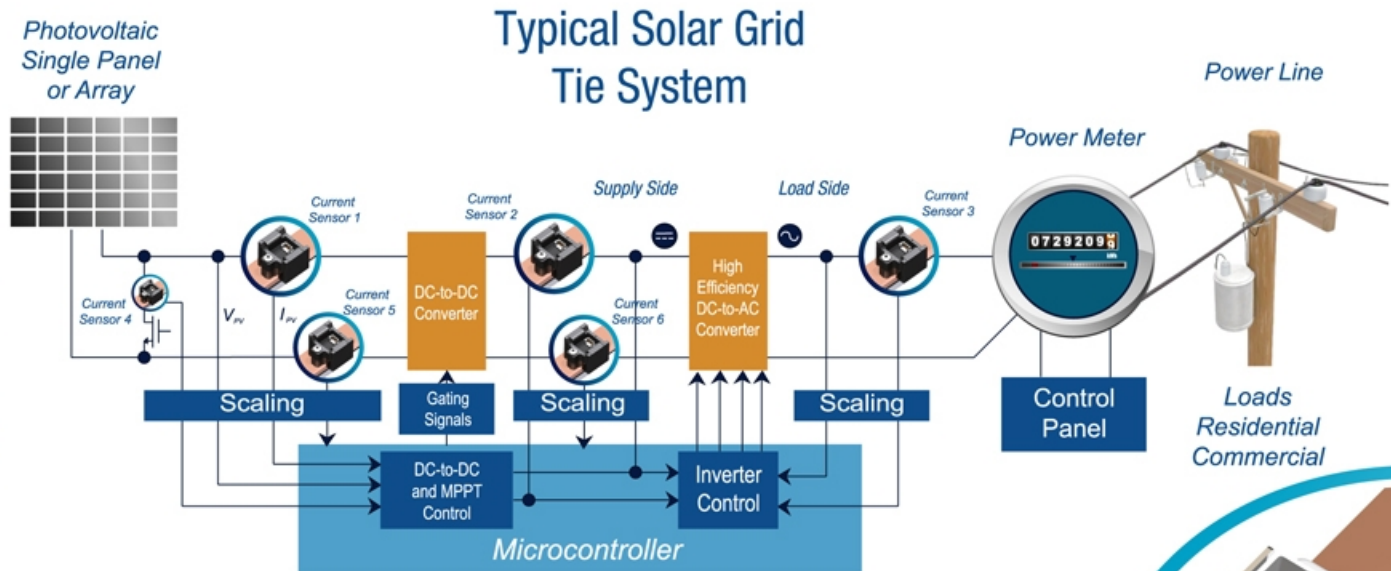 Typical Solar Grid
Tie System
Photovoltaic
Single Panel
or Array
Power Line
Power Meter
Current
Sensor 1
Current
Sensor 2
Supply Side
Load Side
Current
Sensor 3
Current
Sensor 4
V PV
I PV
Current
Sensor 5
DC-to-DC
Converter
Current
Sensor 6
High
Efficiency
DC-to-AC
Converter
0729209
kWh
Scaling
Gating
Signals
Scaling
Scaling
Control
Panel
Loads
Residential
Commercial
DC-to-DC
and MPPT
Control
Inverter
Control
Microcontroller